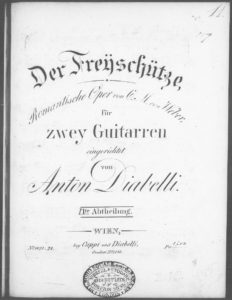 Der Freÿschütze,
Romantische Oper von C. M. von Weber,
für
zwey Guitarren
eingerichtet
von
Anton Diabelli.
Abtheilung.
WIEN,
bey Cappi und Diabelli,